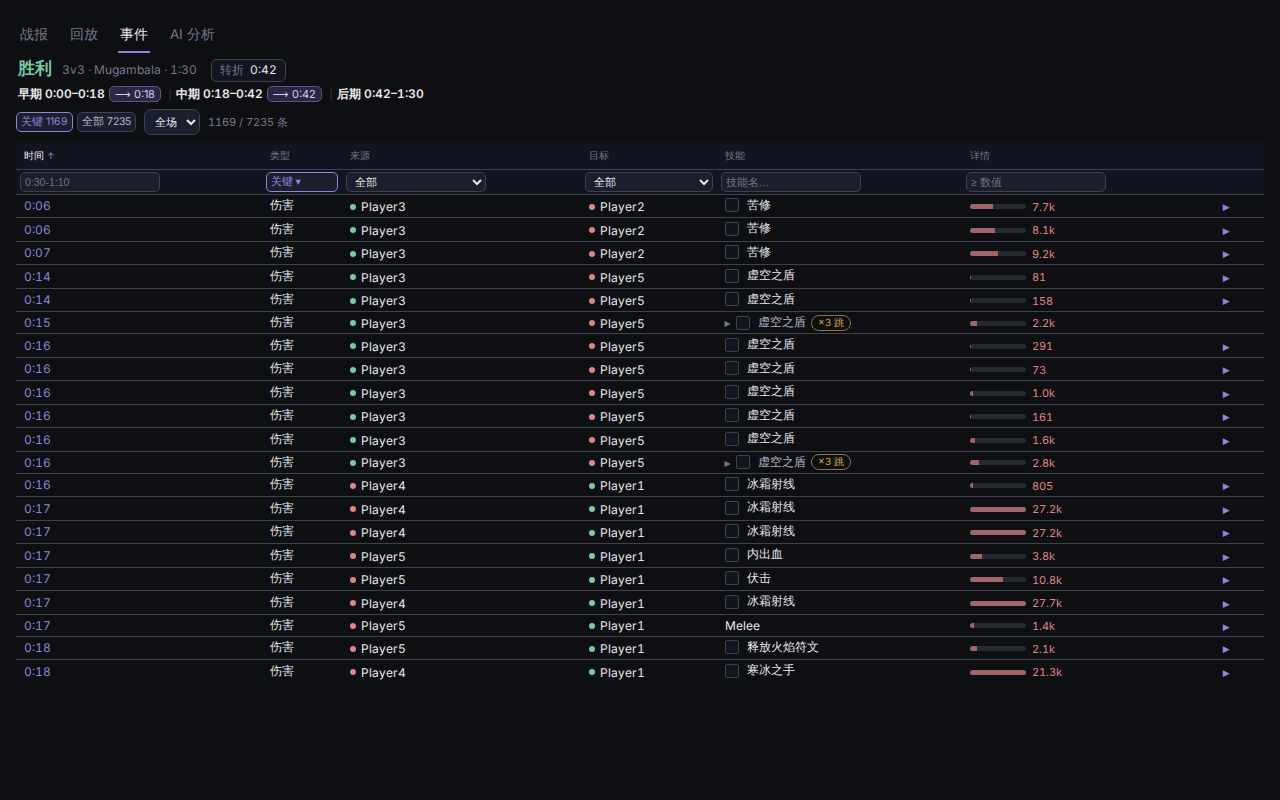 战报 回放 事件 AI 分析
胜利 3v3 · Mugambala · 1:30 转折 0:42
早期 0:00–0:18 ⟶ 0:18 | 中期 0:18–0:42 ⟶ 0:42 | 后期 0:42–1:30
关键 1169 全部 7235 全场 1169 / 7235 条
时间 ↑ 类型 来源 目标 技能 详情
0:30-1:10 关键 ▾ 全部 全部 技能名... ≥ 数值
0:06 伤害 Player3 Player2 苦修 7.7k ▶
0:06 伤害 Player3 Player2 苦修 8.1k ▶
0:07 伤害 Player3 Player2 苦修 9.2k ▶
0:14 伤害 Player3 Player5 虚空之盾 81 ▶
0:14 伤害 Player3 Player5 虚空之盾 158 ▶
0:15 伤害 Player3 Player5 ▶ 虚空之盾 ×3 跳 2.2k
0:16 伤害 Player3 Player5 虚空之盾 291 ▶
0:16 伤害 Player3 Player5 虚空之盾 73 ▶
0:16 伤害 Player3 Player5 虚空之盾 1.0k ▶
0:16 伤害 Player3 Player5 虚空之盾 161 ▶
0:16 伤害 Player3 Player5 虚空之盾 1.6k ▶
0:16 伤害 Player3 Player5 ▶ 虚空之盾 ×3 跳 2.8k
0:16 伤害 Player4 Player1 冰霜射线 805 ▶
0:17 伤害 Player4 Player1 冰霜射线 27.2k ▶
0:17 伤害 Player4 Player1 冰霜射线 27.2k ▶
0:17 伤害 Player5 Player1 内出血 3.8k ▶
0:17 伤害 Player5 Player1 伏击 10.8k ▶
0:17 伤害 Player4 Player1 冰霜射线 27.7k ▶
0:17 伤害 Player5 Player1 Melee 1.4k ▶
0:18 伤害 Player5 Player1 释放火焰符文 2.1k ▶
0:18 伤害 Player4 Player1 寒冰之手 21.3k ▶